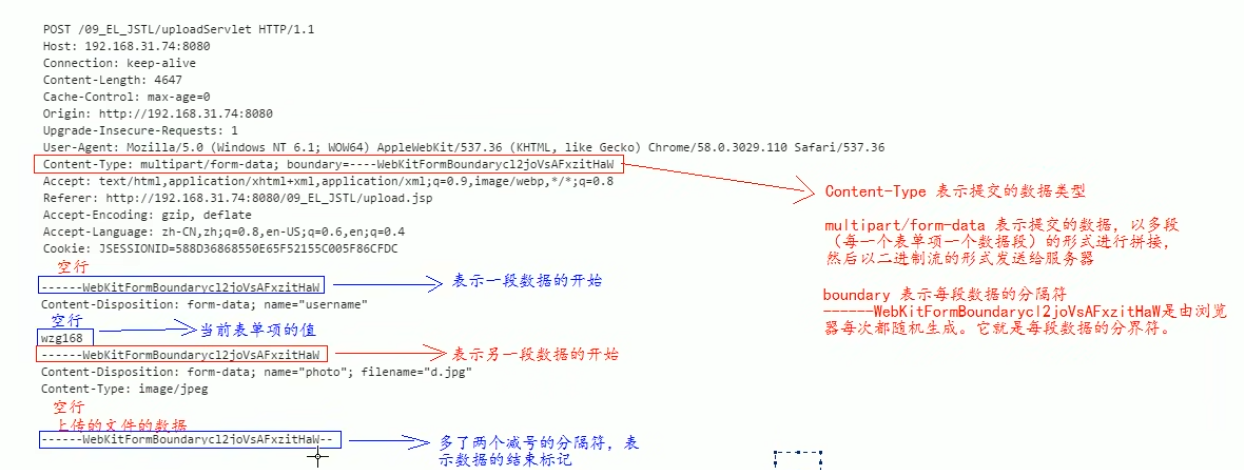 POST /09_EL_JSTL/uploadServlet HTTP/1.1
Host: 192.168.31.74:8080
Connection: keep-alive
Content-Length: 4647
Cache-Control: max-age=0
Origin: http://192.168.31.74:8080
Upgrade-Insecure-Requests: 1
User-Agent: Mozilla/5.0 (Windows NT 6.1; WOW64) AppleWebKit/537.36 (KHTML, like Gecko) Chrome/58.0.3029.110 Safari/537.36
Content-Type: multipart/form-data; boundary=----WebKitFormBoundarycl2joVsAFxzitHaW
Accept: text/html,application/xhtml+xml,application/xml;q=0.9,image/webp,*/*;q=0.8
Referer: http://192.168.31.74:8080/09_EL_JSTL/upload.jsp
Accept-Encoding: gzip, deflate
Accept-Language: zh-CN,zh;q=0.8,en-US;q=0.6,en;q=0.4
Cookie: JSESSIONID=588D36868550E65F52155C005F86CFDC
空行
------WebKitFormBoundarycl2joVsAFxzitHaW
表示一段数据的开始
Content-Disposition: form-data; name="username"
空行
当前表单项的值
wzg168
------WebKitFormBoundarycl2joVsAFxzitHaW
表示另一段数据的开始
Content-Disposition: form-data; name="photo"; filename="d.jpg"
Content-Type: image/jpeg
空行
上传的文件的数据
------WebKitFormBoundarycl2joVsAFxzitHaW--
多了两个减号的分隔符，表
示数据的结束标记
Content-Type 表示提交的数据类型
multipart/form-data 表示提交的数据，以多段
（每一个表单项一个数据段）的形式进行拼接，
然后以二进制流的形式发送给服务器
boundary 表示每段数据的分隔符
------WebKitFormBoundarycl2joVsAFxzitHaW是由浏览
器每次都随机生成。它就是每段数据的分界符。